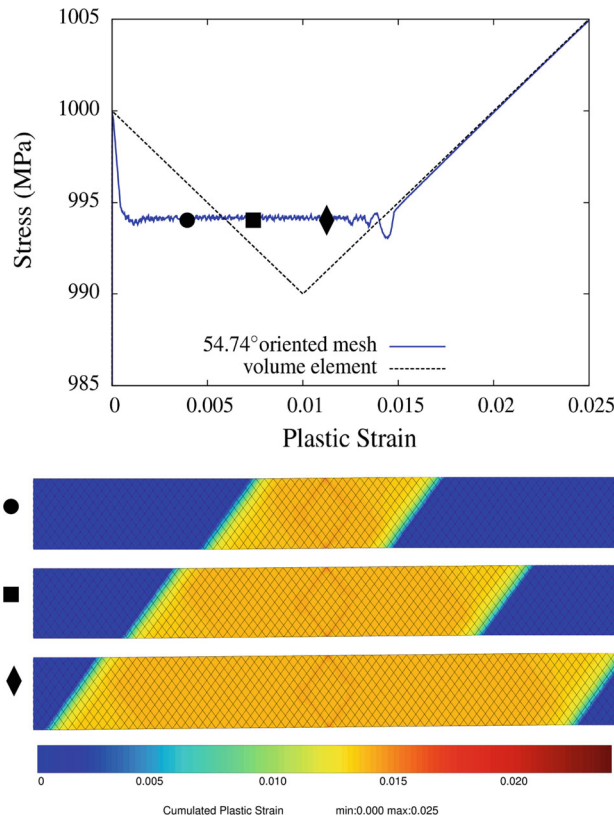 1005
1000
995
990
985
Stress (MPa)
54.74°oriented mesh
volume element
0 0.005 0.01 0.015 0.02 0.025
Plastic Strain
0 0.005 0.010 0.015 0.020
Cumulated Plastic Strain min:0.000 max:0.025